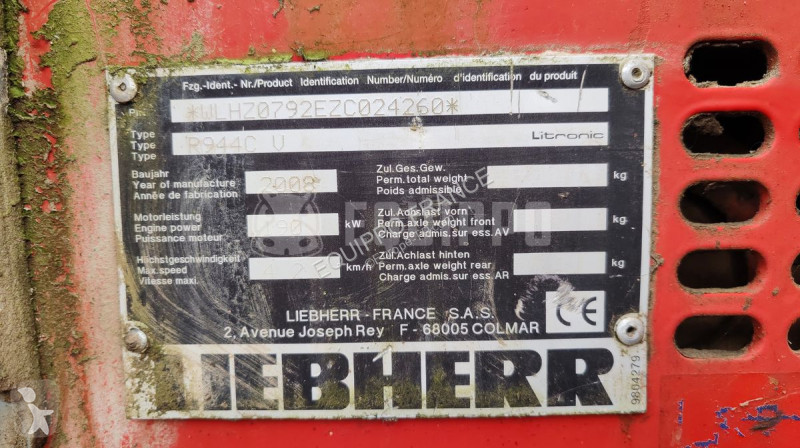 Fzg.-Ident.- Nr./Product Identification Number/Numéro d'identification du produit
*WLHZ0792EZC024260*
Type
Type
Type
R944C V
Litronic
Baujahr
Year of manufacture
Année de fabrication
2008
Zul.Ges.Gew.
Perm.total weight
Poids admissible
kg
Motorleistung
Engine power
Puissance moteur
190
kW
Zul.Achslast vorn
Perm.axle weight front
Charge admis.sur ess.AV
kg
Höchstgeschwindigkeit
Max.speed
Vitesse maxi.
km/h
Zul.Achslast hinten
Perm.axle weight rear
Charge admis.sur ess.AR
kg
EQUIPPO
EQUIPE FRANCE
LIEBHERR - FRANCE S.A.S.
2, Avenue Joseph Rey F - 68005 COLMAR
CE
LIEBHERR
9804279